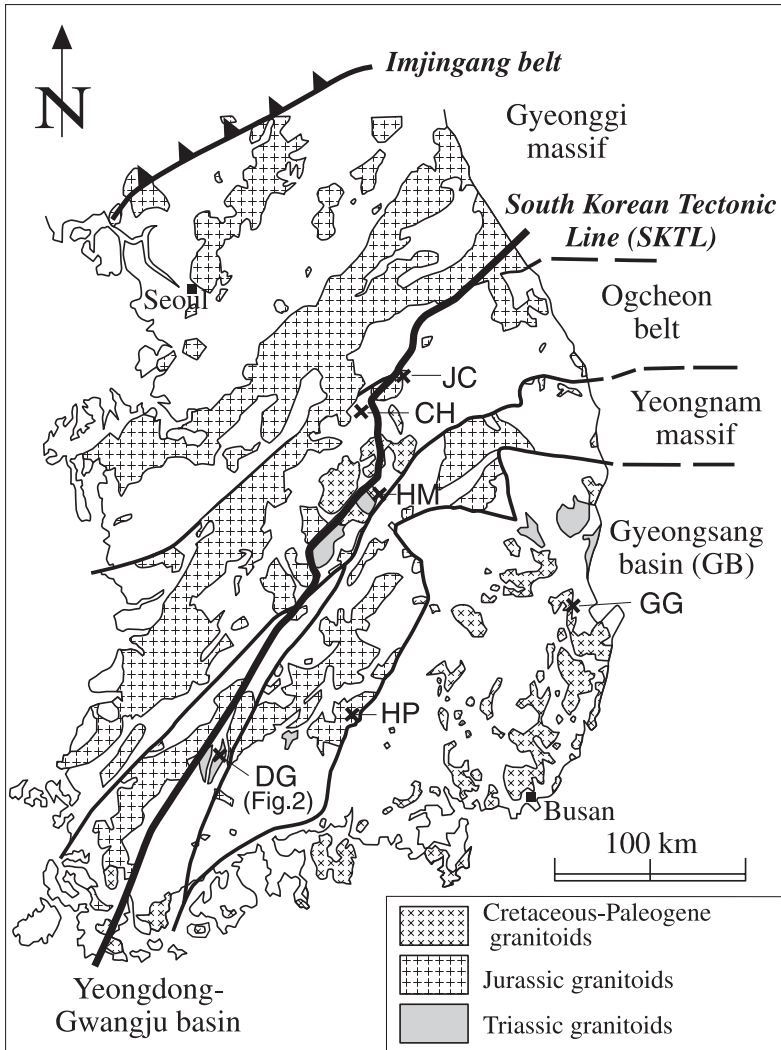 Imjingang belt
N
Gyeonggi
massif
South Korean Tectonic
Line (SKTL)
Seoul
Ogcheon
belt
JC
CH
Yeongnam
massif
HM
Gyeongsang
basin (GB)
GG
HP
DG
(Fig.2)
Busan
100 km
Cretaceous-Paleogene
granitoids
Jurassic granitoids
Triassic granitoids
Yeongdong-
Gwangju basin